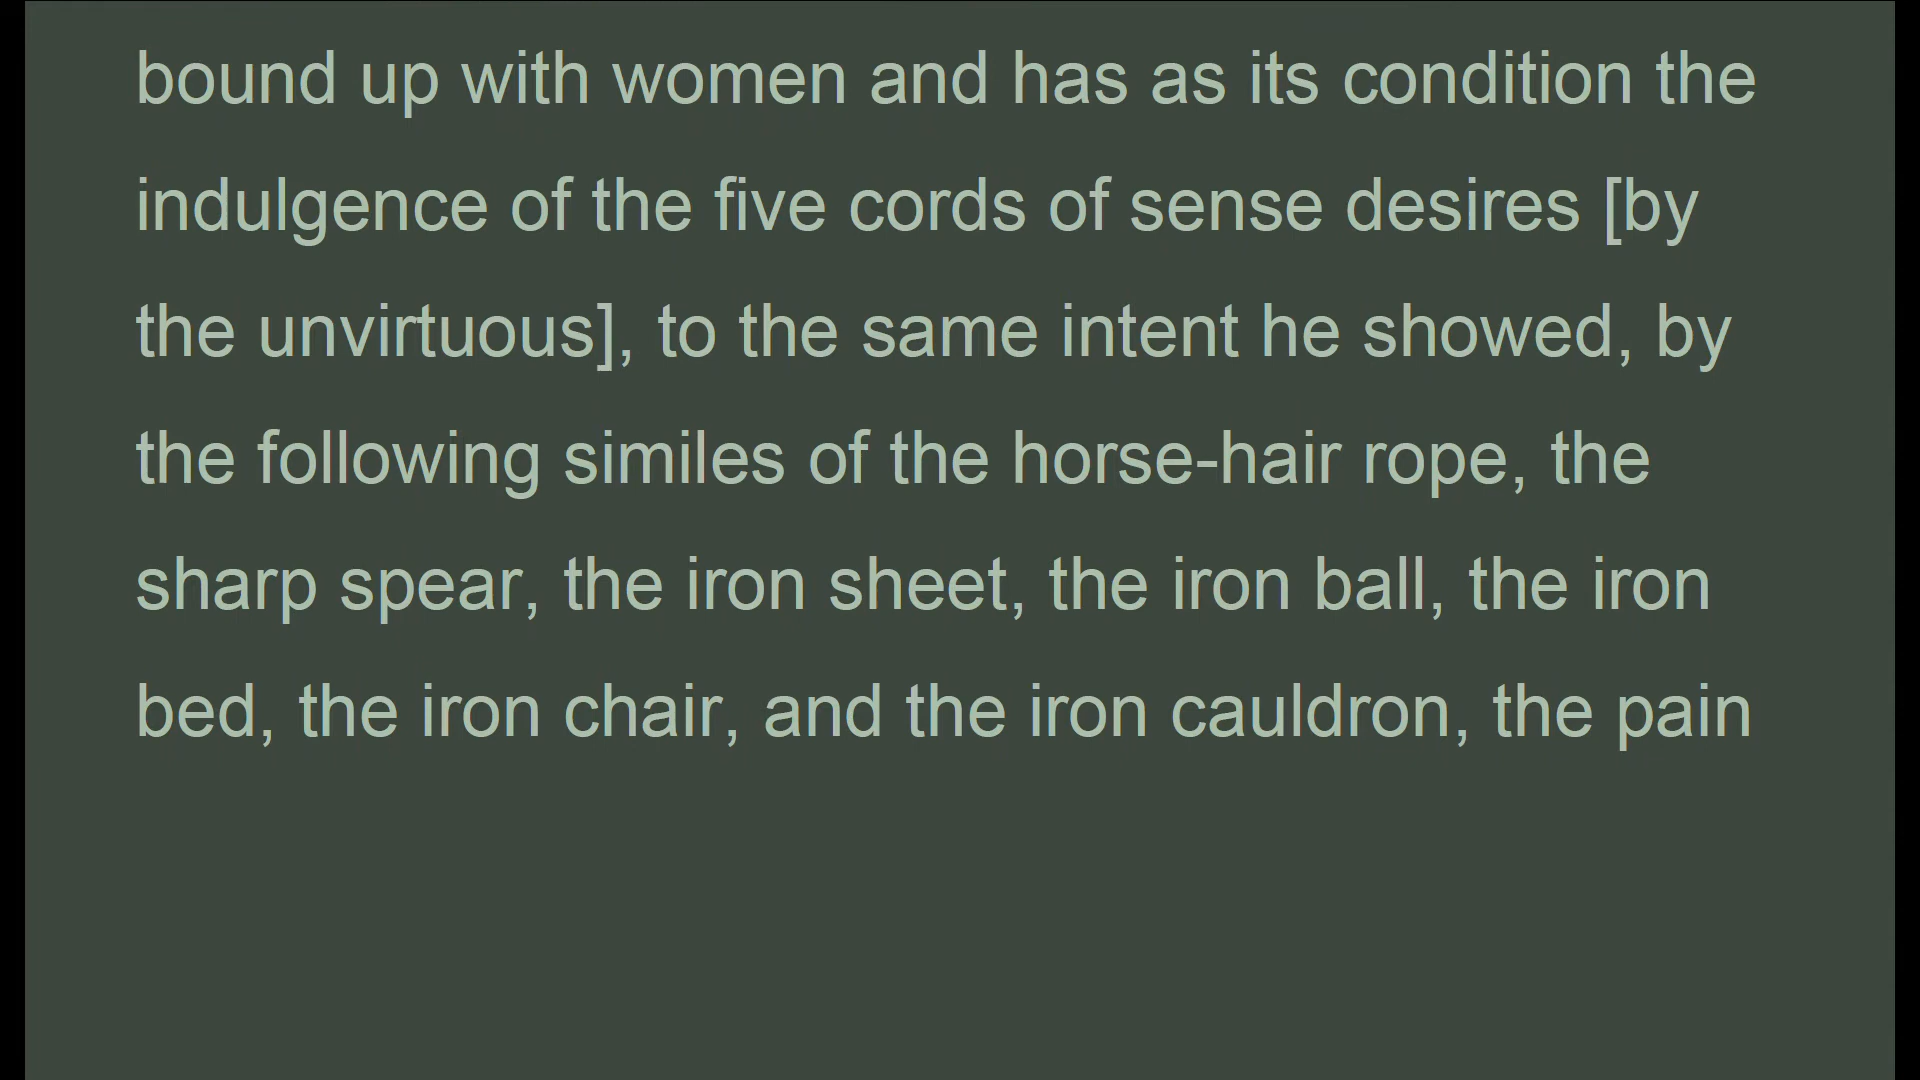 bound up with women and has as its condition the
indulgence of the five cords of sense desires [by
the unvirtuous], to the same intent he showed, by
the following similes of the horse-hair rope, the
sharp spear, the iron sheet, the iron ball, the iron
bed, the iron chair, and the iron cauldron, the pain